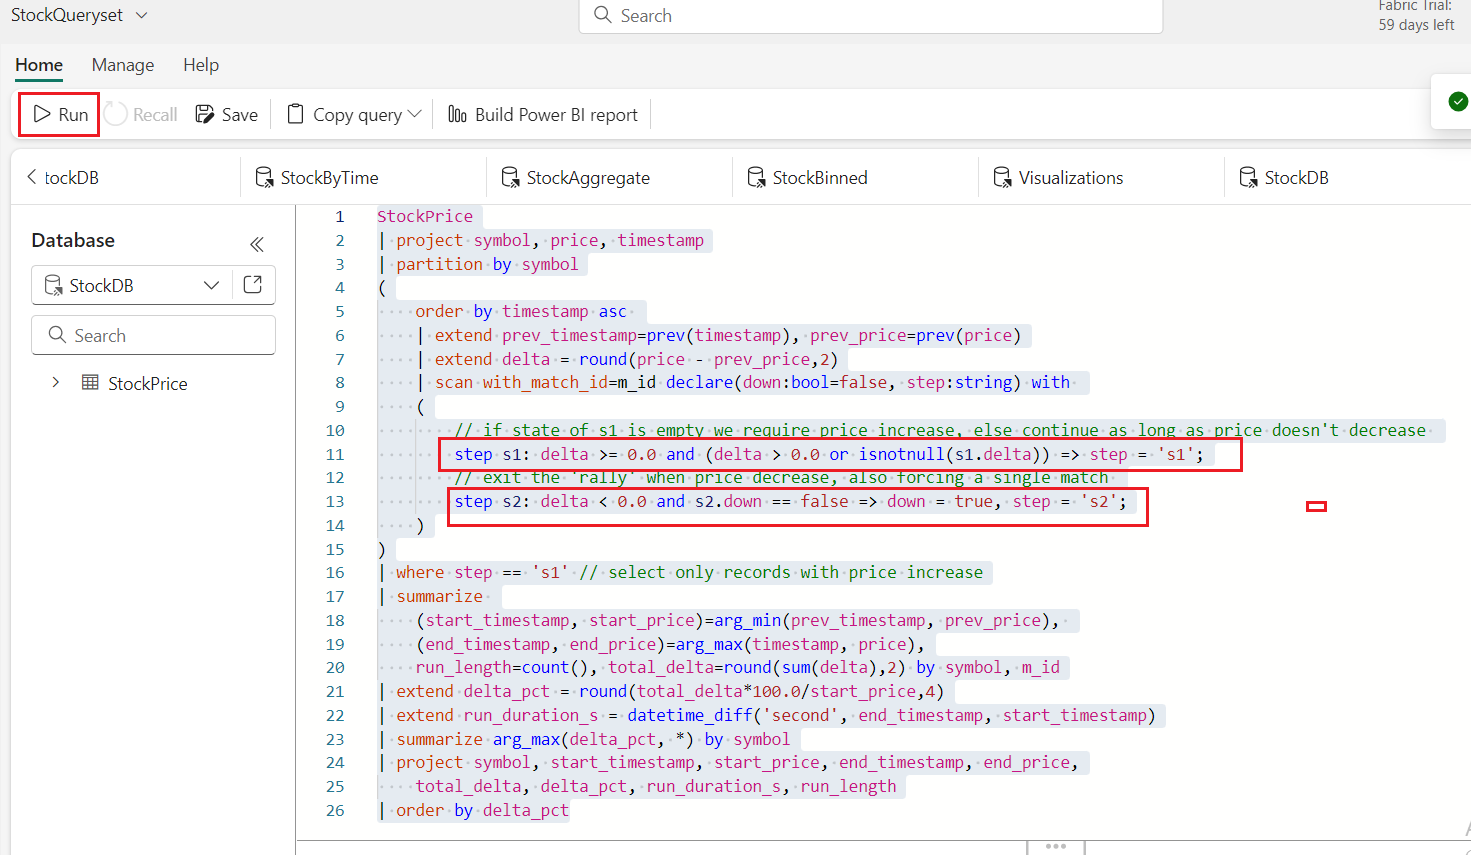 StockQueryset
Search
Fabric Trial:
59 days left
Home Manage Help
Run Recall Save Copy query Build Power BI report
tockDB StockByTime StockAggregate StockBinned Visualizations StockDB
Database
StockDB
Search
StockPrice
1 StockPrice
2 | project symbol, price, timestamp
3 | partition by symbol
4 (
5 order by timestamp asc
6 | extend prev_timestamp=prev(timestamp), prev_price=prev(price)
7 | extend delta = round(price - prev_price,2)
8 | scan with_match_id=m_id declare(down:bool=false, step:string) with
9 (
10 // if state of s1 is empty we require price increase, else continue as long as price doesn't decrease
11 step s1: delta >= 0.0 and (delta > 0.0 or isnotnull(s1.delta)) => step = 's1';
12 // exit the 'rally' when price decrease, also forcing a single match
13 step s2: delta < 0.0 and s2.down == false => down = true, step = 's2';
14 )
15 )
16 | where step == 's1' // select only records with price increase
17 | summarize
18 (start_timestamp, start_price)=arg_min(prev_timestamp, prev_price),
19 (end_timestamp, end_price)=arg_max(timestamp, price),
20 run_length=count(), total_delta=round(sum(delta),2) by symbol, m_id
21 | extend delta_pct = round(total_delta*100.0/start_price,4)
22 | extend run_duration_s = datetime_diff('second', end_timestamp, start_timestamp)
23 | summarize arg_max(delta_pct, *) by symbol
24 | project symbol, start_timestamp, start_price, end_timestamp, end_price,
25 total_delta, delta_pct, run_duration_s, run_length
26 | order by delta_pct